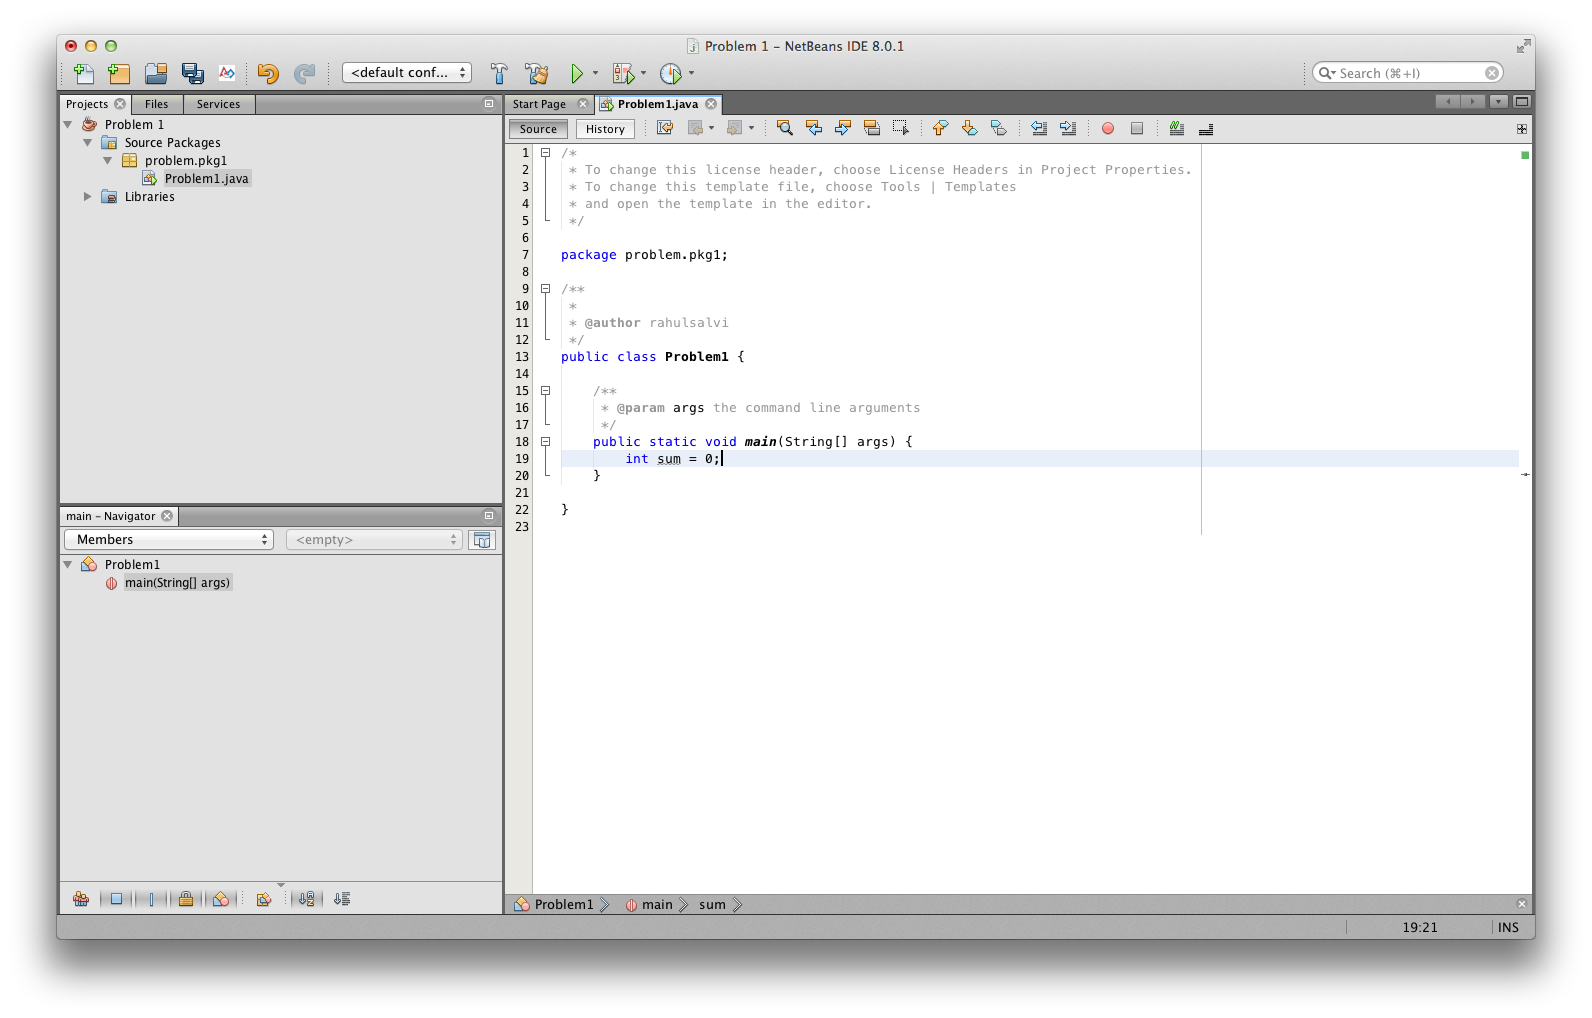 Problem 1 – NetBeans IDE 8.0.1
<default conf...
Search (⌘+I)
Projects Files Services
Problem 1
Source Packages
problem.pkg1
Problem1.java
Libraries
main – Navigator
Members <empty>
Problem1
main(String[] args)
Start Page Problem1.java
Source History
1 /*
2  * To change this license header, choose License Headers in Project Properties.
3  * To change this template file, choose Tools | Templates
4  * and open the template in the editor.
5  */
6
7 package problem.pkg1;
8
9 /**
10  *
11  * @author rahulsalvi
12  */
13 public class Problem1 {
14
15     /**
16      * @param args the command line arguments
17      */
18     public static void main(String[] args) {
19         int sum = 0;
20     }
21
22 }
23
Problem1 main sum
19:21 INS